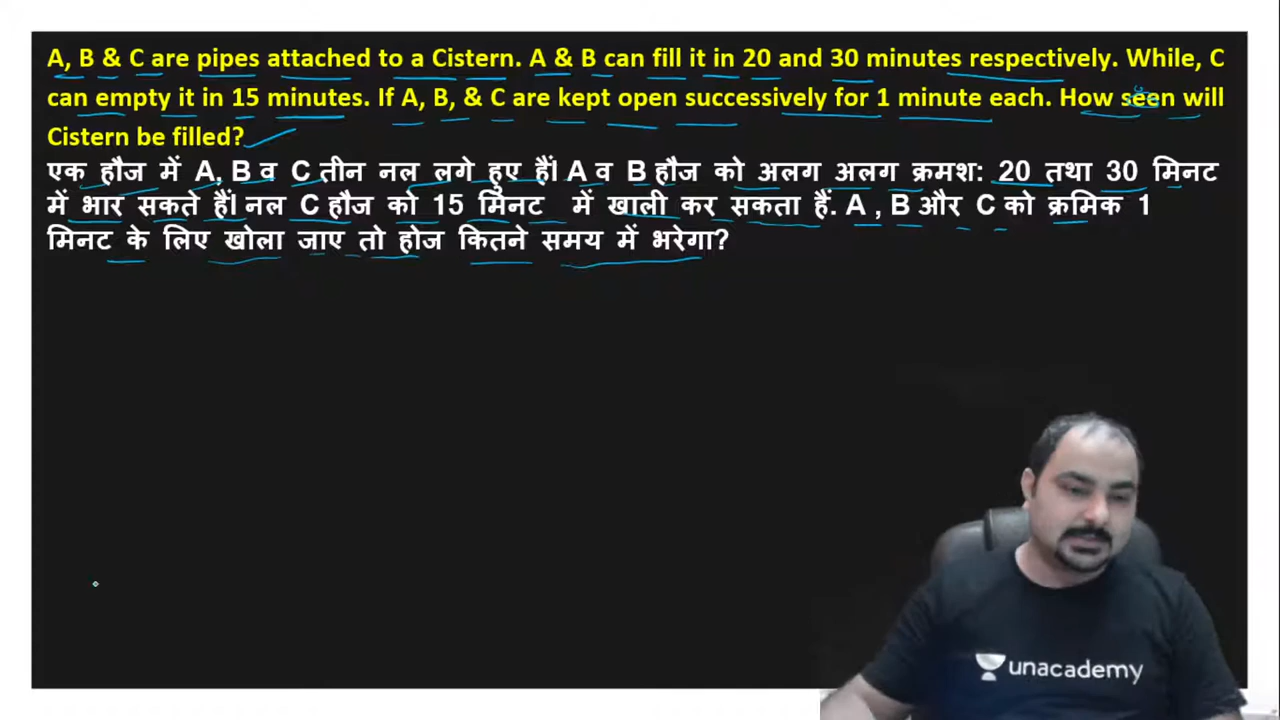 A, B & C are pipes attached to a Cistern. A & B can fill it in 20 and 30 minutes respectively. While, C
can empty it in 15 minutes. If A, B, & C are kept open successively for 1 minute each. How seen will
Cistern be filled?
एक हौज में A, B व C तीन नल लगे हुए हैं। A व B हौज को अलग अलग क्रमश: 20 तथा 30 मिनट
में भार सकते हैं। नल C हौज को 15 मिनट में खाली कर सकता हैं. A , B और C को क्रमिक 1
मिनट के लिए खोला जाए तो होज कितने समय में भरेगा?
unacademy